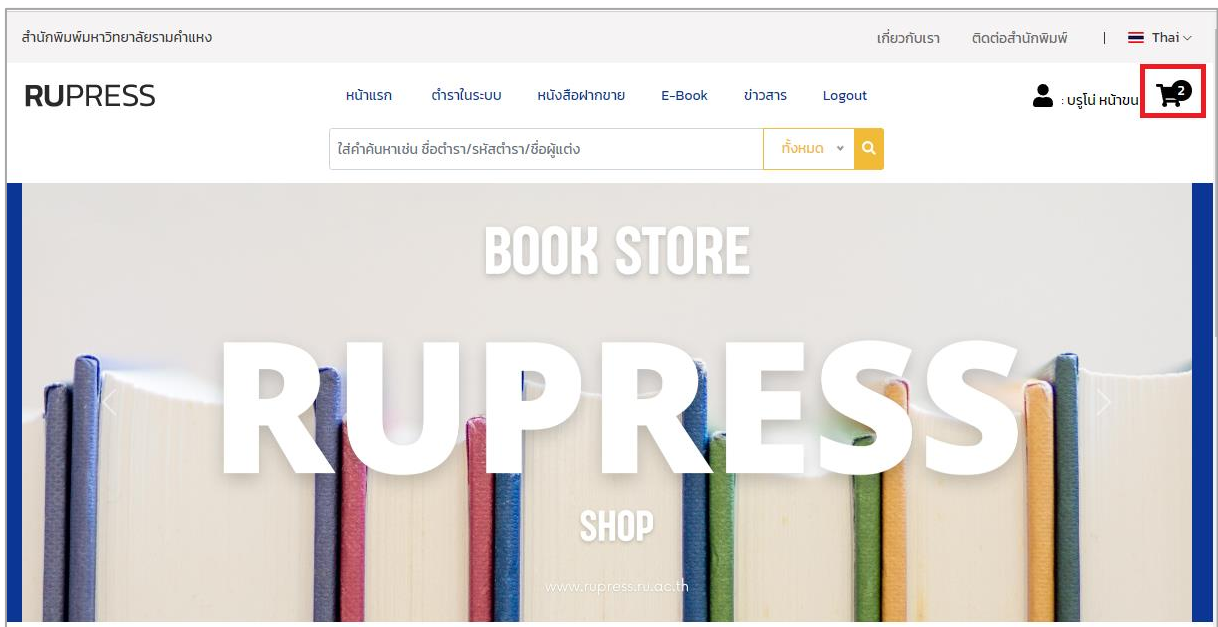 สำนักพิมพ์มหาวิทยาลัยรามคำแหง เกี่ยวกับเรา ติดต่อสำนักพิมพ์ | Thai
RUPRESS หน้าแรก ตำราในระบบ หนังสือฝากขาย E-Book ข่าวสาร Logout : บรูโน่ หน้าขน 2
ใส่คำค้นหาเช่น ชื่อตำรา/รหัสตำรา/ชื่อผู้แต่ง ทั้งหมด
BOOK STORE
RUPRESS
SHOP
www.rupress.ru.ac.th